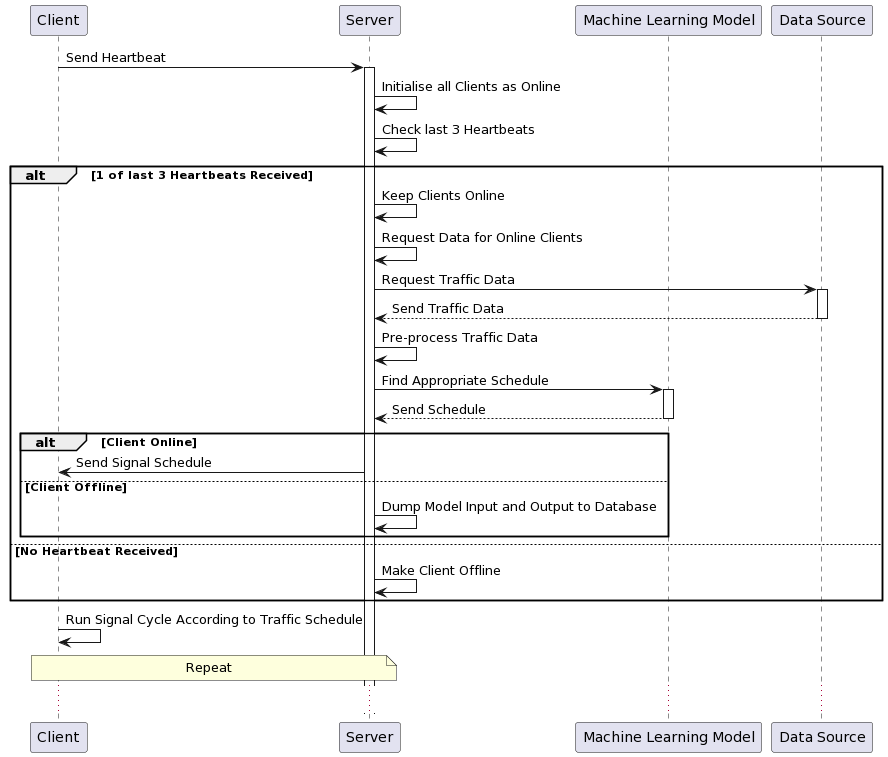 Client
Server
Machine Learning Model
Data Source
Send Heartbeat
Initialise all Clients as Online
Check last 3 Heartbeats
alt
[1 of last 3 Heartbeats Received]
Keep Clients Online
Request Data for Online Clients
Request Traffic Data
Send Traffic Data
Pre-process Traffic Data
Find Appropriate Schedule
Send Schedule
alt
[Client Online]
Send Signal Schedule
[Client Offline]
Dump Model Input and Output to Database
[No Heartbeat Received]
Make Client Offline
Run Signal Cycle According to Traffic Schedule
Repeat
Client
Server
Machine Learning Model
Data Source